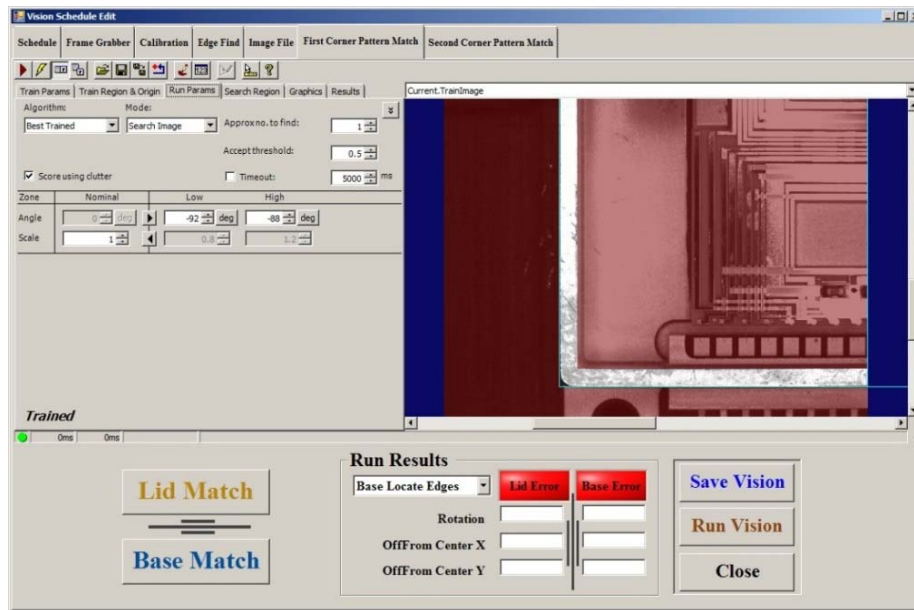 Vision Schedule Edit
Schedule Frame Grabber Calibration Edge Find Image File First Corner Pattern Match Second Corner Pattern Match
Train Params Train Region & Origin Run Params Search Region Graphics Results
Current.TrainImage
Algorithm: Mode:
Best Trained Search Image Approx no. to find: 1
Accept threshold: 0.5
Score using clutter Timeout: 5000 ms
Zone Nominal Low High
Angle 0 deg -92 deg -88 deg
Scale 1 0.8 1.2
Trained
0ms 0ms
Lid Match
Base Match
Run Results
Base Locate Edges Lid Error Base Error
Rotation
OffFrom Center X
OffFrom Center Y
Save Vision
Run Vision
Close